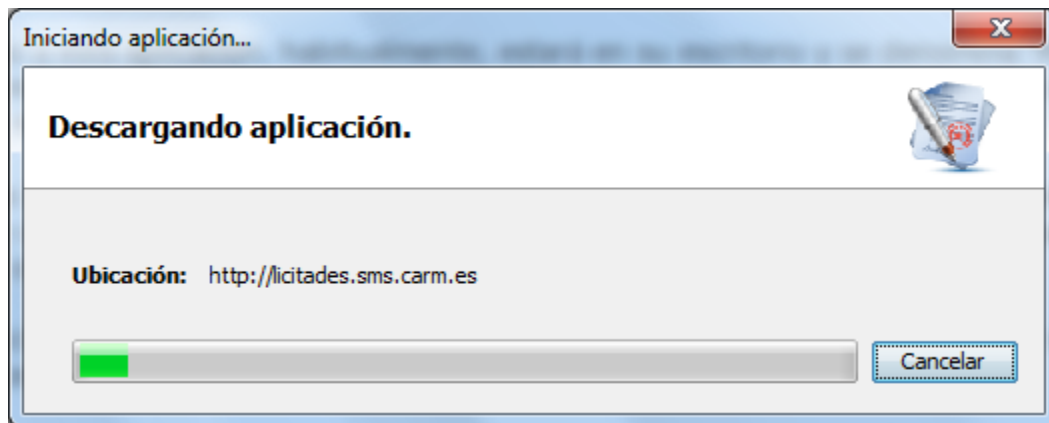 Iniciando aplicación...
Descargando aplicación.
Ubicación: http://licitades.sms.carm.es
Cancelar